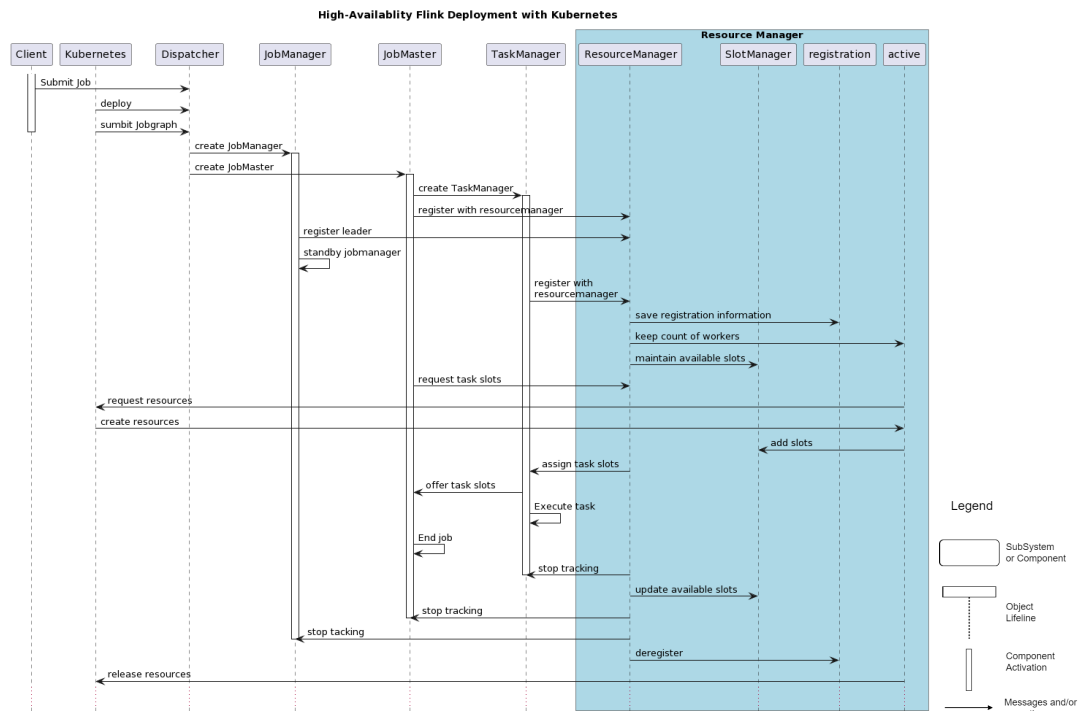 High-Availablity Flink Deployment with Kubernetes
Resource Manager
Client Kubernetes Dispatcher JobManager JobMaster TaskManager ResourceManager SlotManager registration active
Submit Job
deploy
sumbit Jobgraph
create JobManager
create JobMaster
create TaskManager
register with resourcemanager
register leader
standby jobmanager
register with
resourcemanager
save registration information
keep count of workers
maintain available slots
request task slots
request resources
create resources
add slots
assign task slots
offer task slots
Execute task
End job
stop tracking
update available slots
stop tracking
stop tacking
deregister
release resources
Legend
SubSystem
or Component
Object
Lifeline
Component
Activation
Messages and/or